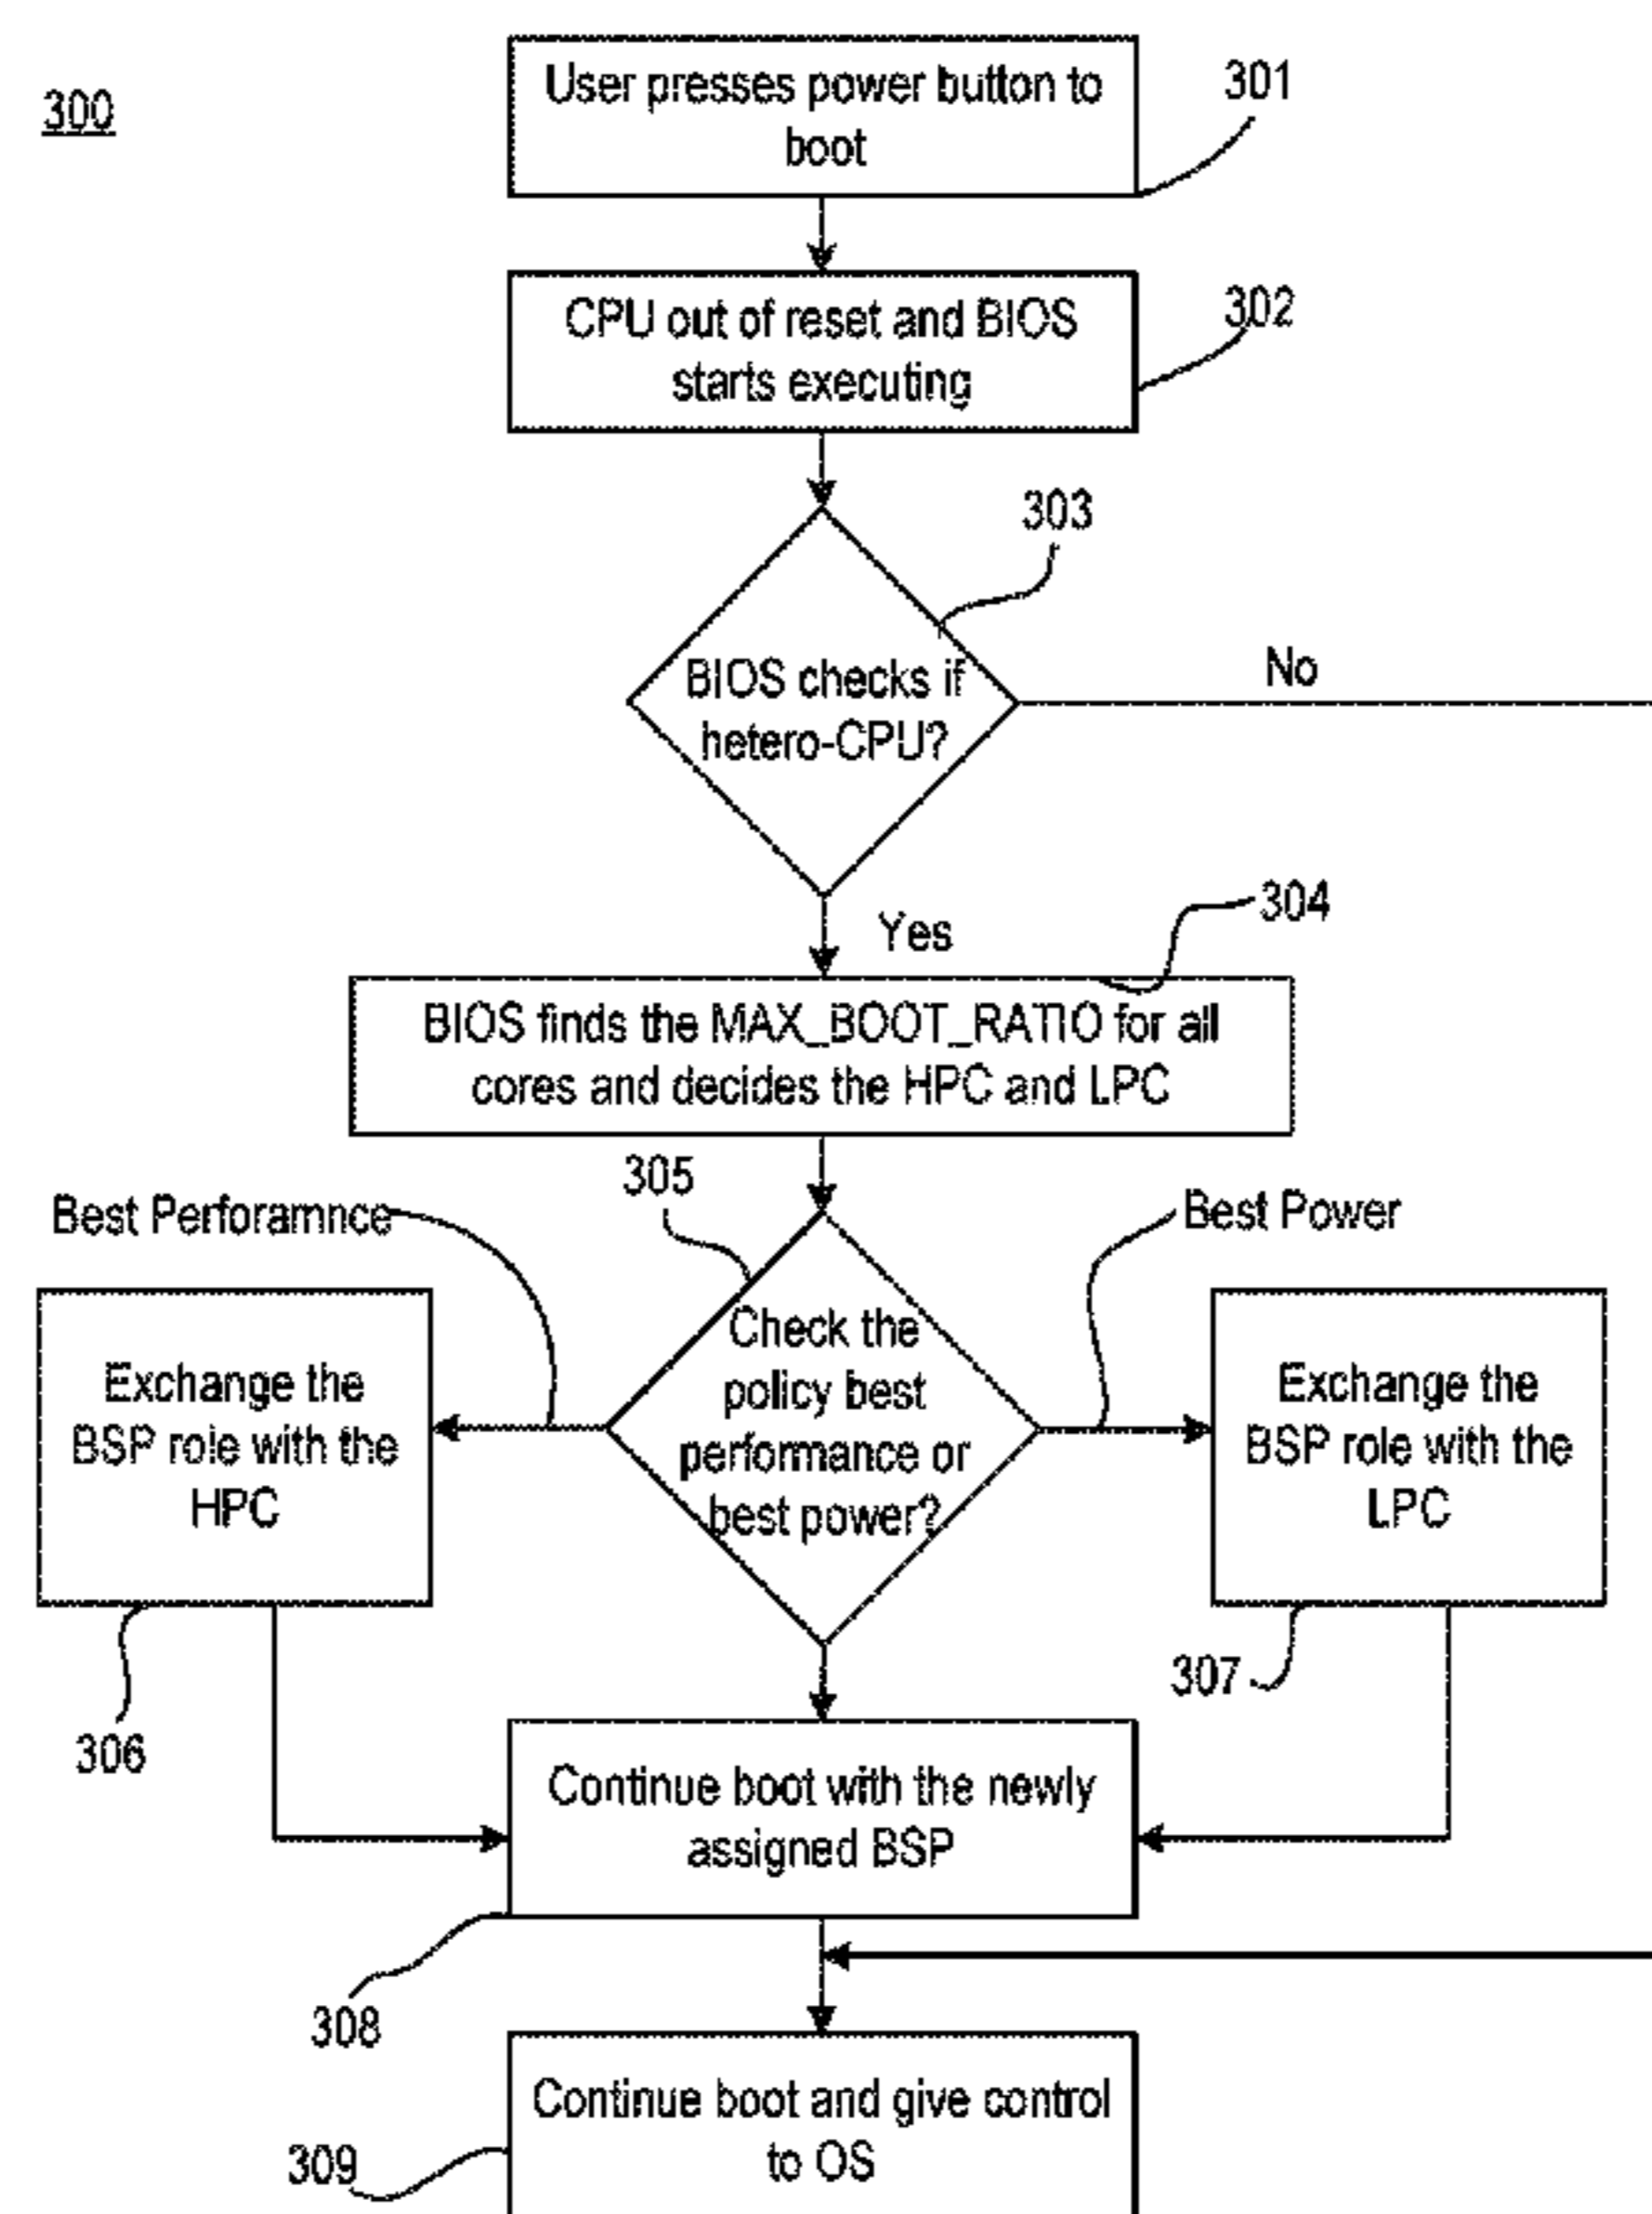 300
User presses power button to
boot
301
CPU out of reset and BIOS
starts executing
302
303
BIOS checks if
hetero-CPU?
No
Yes
304
BIOS finds the MAX_BOOT_RATIO for all
cores and decides the HPC and LPC
305
Best Perforamnce
Best Power
Exchange the
BSP role with the
HPC
Check the
policy best
performance or
best power?
Exchange the
BSP role with the
LPC
306
307
Continue boot with the newly
assigned BSP
308
Continue boot and give control
to OS
309